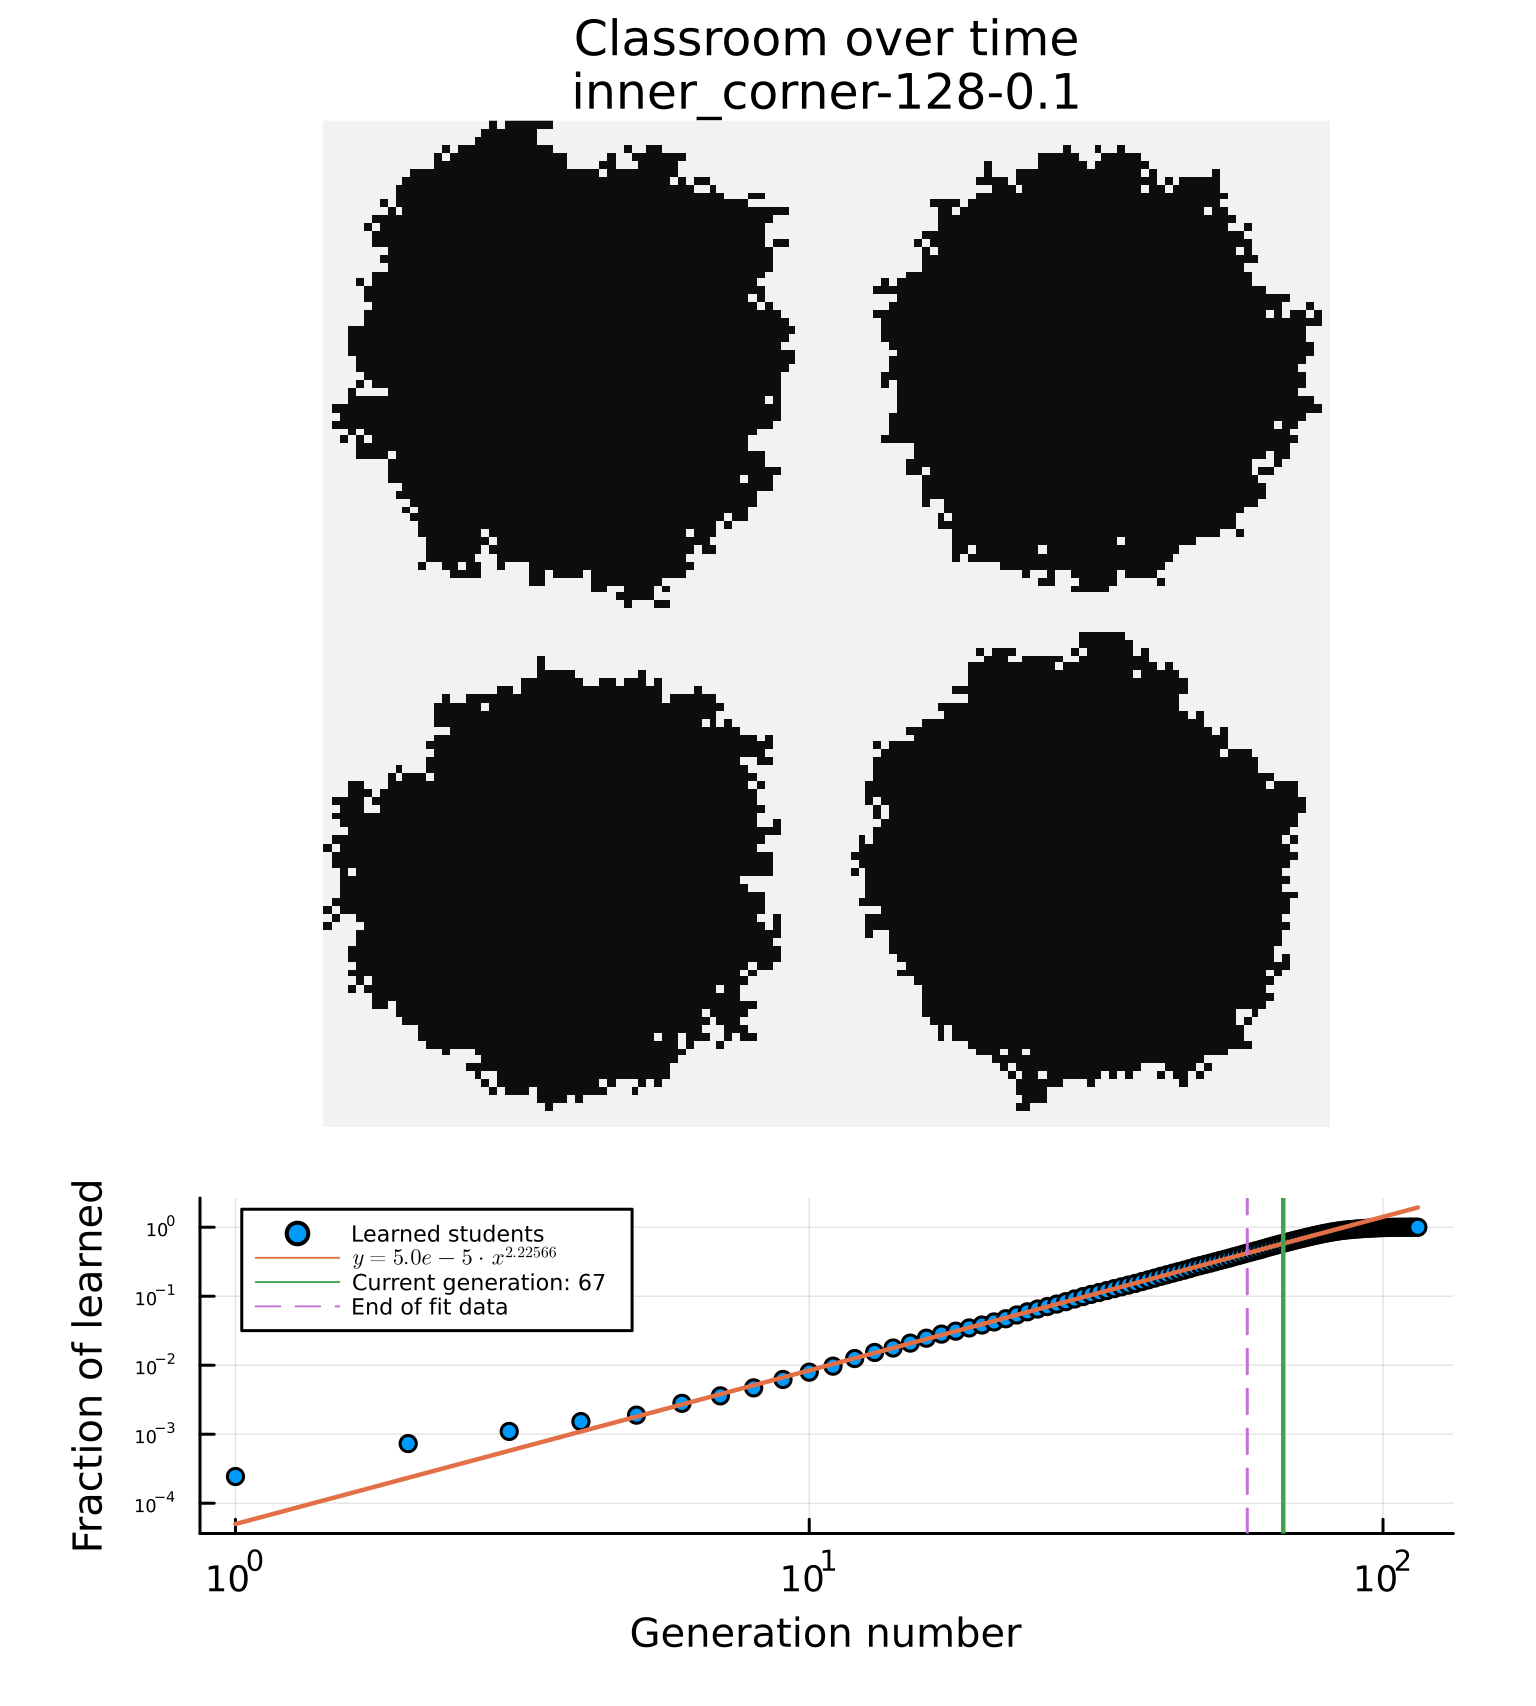 Classroom over time
inner_corner-128-0.1
Fraction of learned
10^0
10^-1
10^-2
10^-3
10^-4
Learned students
y = 5.0e − 5 · x^2.22566
Current generation: 67
End of fit data
10^0 10^1 10^2
Generation number